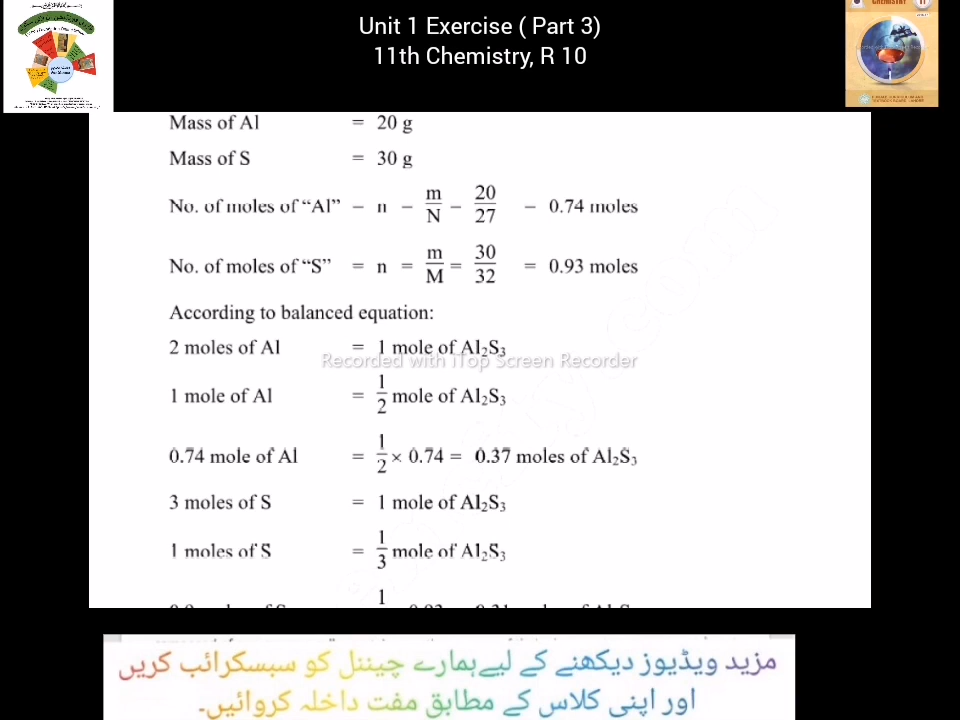 Unit 1 Exercise ( Part 3)
11th Chemistry, R 10
CHEMISTRY 11
Mass of Al = 20 g
Mass of S = 30 g
No. of moles of “Al” = n = m/N = 20/27 = 0.74 moles
No. of moles of “S” = n = m/M = 30/32 = 0.93 moles
According to balanced equation:
2 moles of Al = 1 mole of Al₂S₃
Recorded with iTop Screen Recorder
1 mole of Al = 1/2 mole of Al₂S₃
0.74 mole of Al = 1/2 × 0.74 = 0.37 moles of Al₂S₃
3 moles of S = 1 mole of Al₂S₃
1 moles of S = 1/3 mole of Al₂S₃
مزید ویڈیوز دیکھنے کے لیے ہمارے چیننل کو سبسکرائب کریں
اور اپنی کلاس کے مطابق مفت داخلہ کروائیں۔